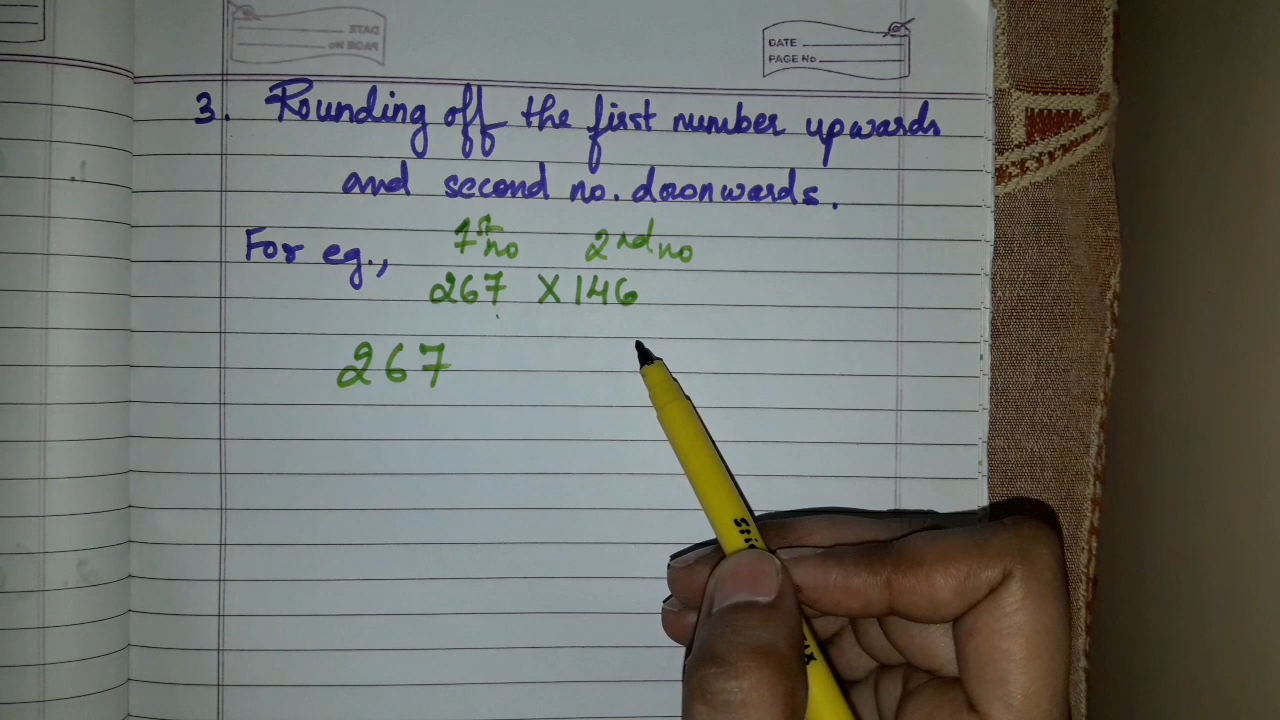 DATE
PAGE No
3. Rounding off the first number upwards
and second no. downwards.
For eg., 1st no 2nd no
267 X 146
267